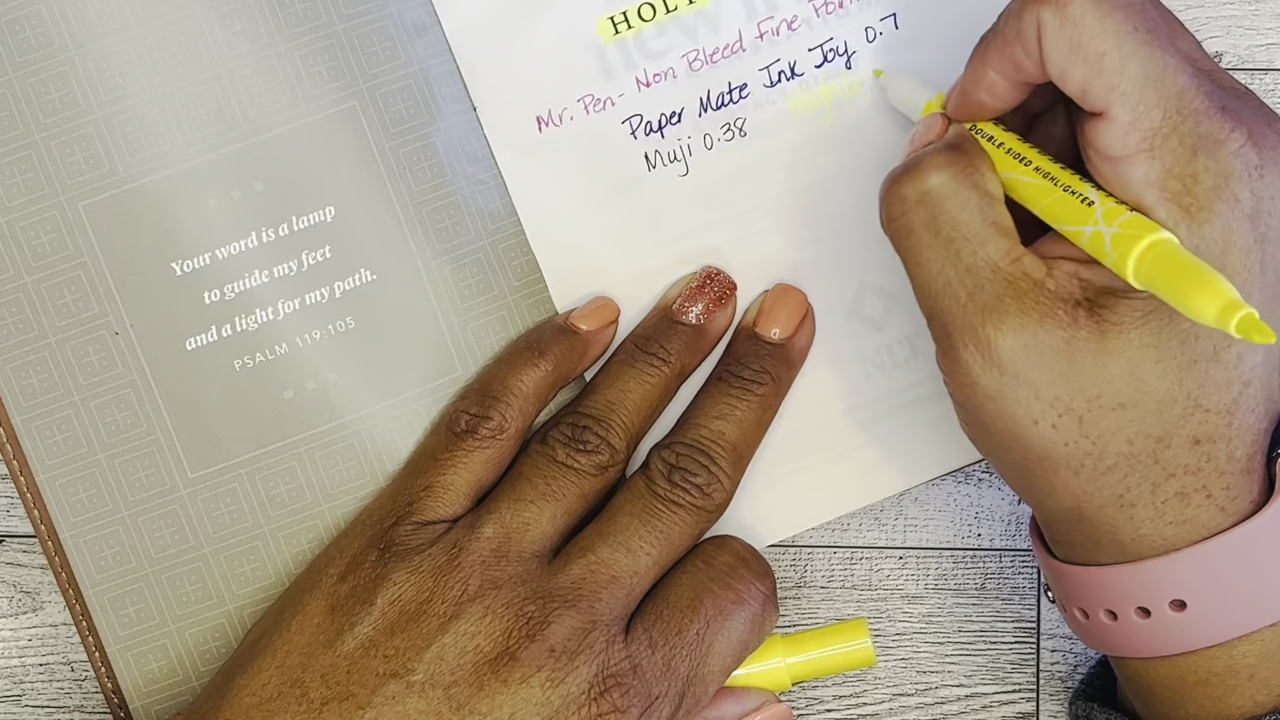 Your word is a lamp
to guide my feet
and a light for my path.
PSALM 119:105
HOLY
Mr. Pen - Non Bleed Fine Point
Paper Mate Ink Joy 0.7
Muji 0.38
DOUBLE-SIDED HIGHLIGHTER